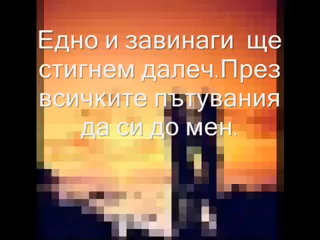 Едно и завинаги ще
стигнем далеч.През
всичките пътувания
да си до мен.